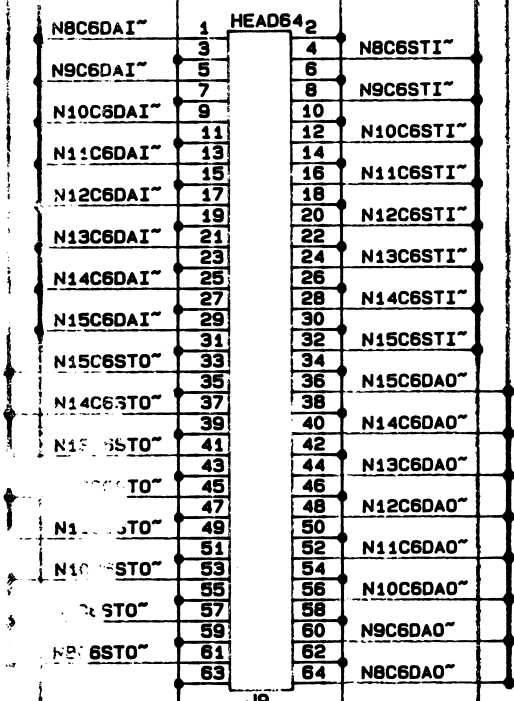 HEAD64
N8C6DAI~ 1 2
3 4 N8C6STI~
N9C6DAI~ 5 6
7 8 N9C6STI~
N10C6DAI~ 9 10
11 12 N10C6STI~
N11C6DAI~ 13 14
15 16 N11C6STI~
N12C6DAI~ 17 18
19 20 N12C6STI~
N13C6DAI~ 21 22
23 24 N13C6STI~
N14C6DAI~ 25 26
27 28 N14C6STI~
N15C6DAI~ 29 30
31 32 N15C6STI~
N15C6STO~ 33 34
35 36 N15C6DAO~
N14C6STO~ 37 38
39 40 N14C6DAO~
41 42
43 44 N13C6DAO~
45 46
47 48 N12C6DAO~
49 50
51 52 N11C6DAO~
53 54
55 56 N10C6DAO~
57 58
59 60 N9C6DAO~
61 62
63 64 N8C6DAO~